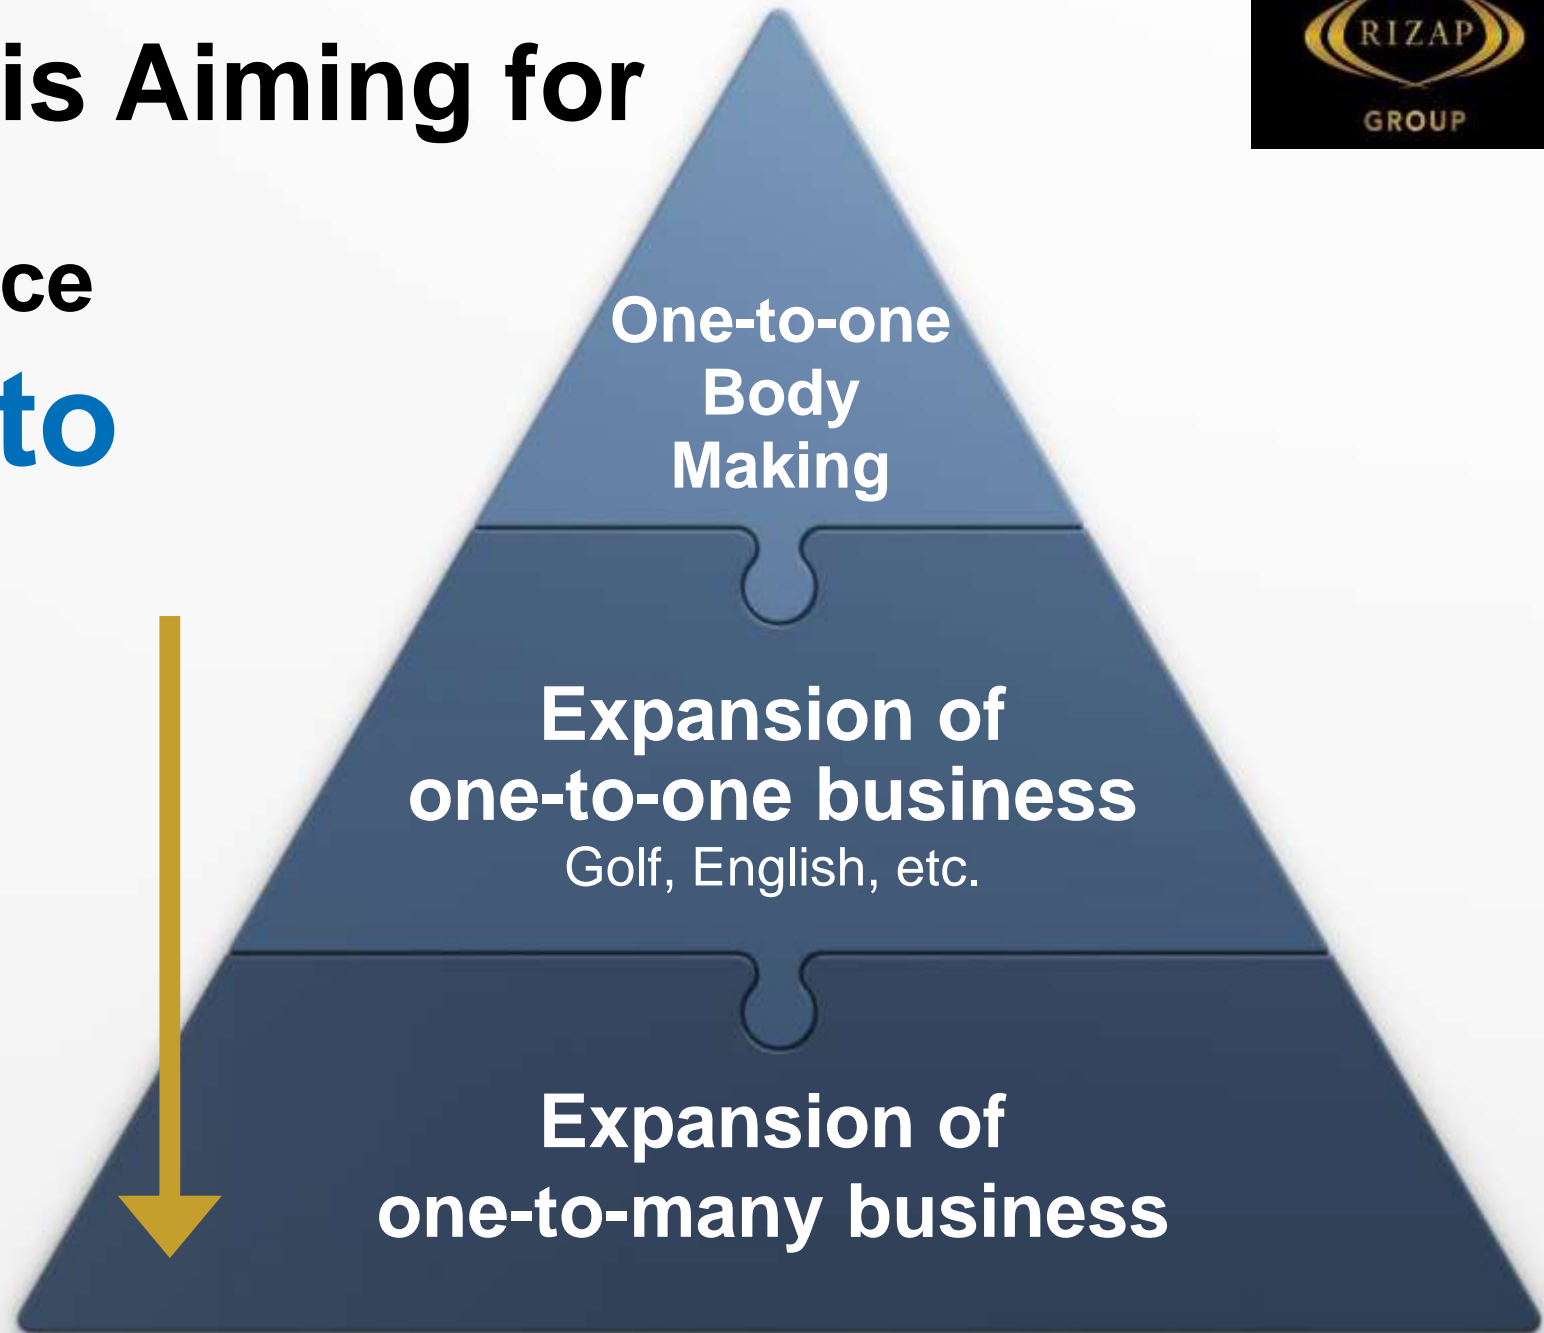 is Aiming for
RIZAP
GROUP
ce
to
One-to-one
Body
Making
Expansion of
one-to-one business
Golf, English, etc.
Expansion of
one-to-many business